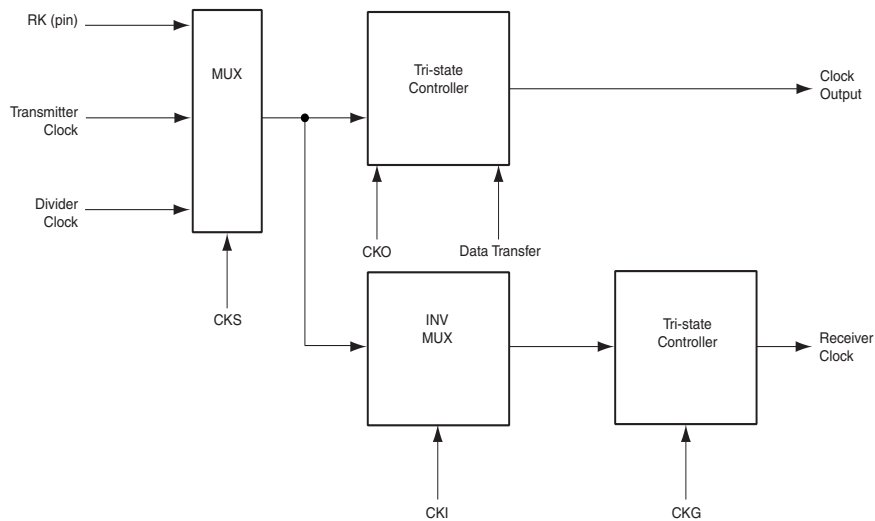 RK (pin)
MUX
Tri-state
Controller
Clock
Output
Transmitter
Clock
Divider
Clock
CKO
Data Transfer
CKS
INV
MUX
Tri-state
Controller
Receiver
Clock
CKI
CKG